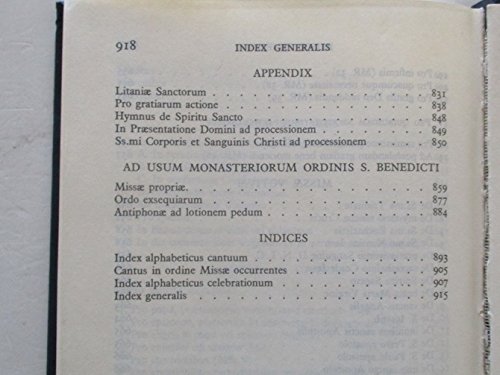 918 INDEX GENERALIS
APPENDIX
Litaniæ Sanctorum . . . . . . . . . . . . 831
Pro gratiarum actione . . . . . . . . . . . 838
Hymnus de Spiritu Sancto . . . . . . . . . . 848
In Præsentatione Domini ad processionem . . . . . . 849
Ss.mi Corporis et Sanguinis Christi ad processionem . . . 850
AD USUM MONASTERIORUM ORDINIS S. BENEDICTI
Missæ propriæ. . . . . . . . . . . . . 859
Ordo exsequiarum . . . . . . . . . . . . 877
Antiphonæ ad lotionem pedum . . . . . . . . . 884
INDICES
Index alphabeticus cantuum . . . . . . . . . 893
Cantus in ordine Missæ occurrentes . . . . . . . . 905
Index alphabeticus celebrationum . . . . . . . . 907
Index generalis . . . . . . . . . . . . 915